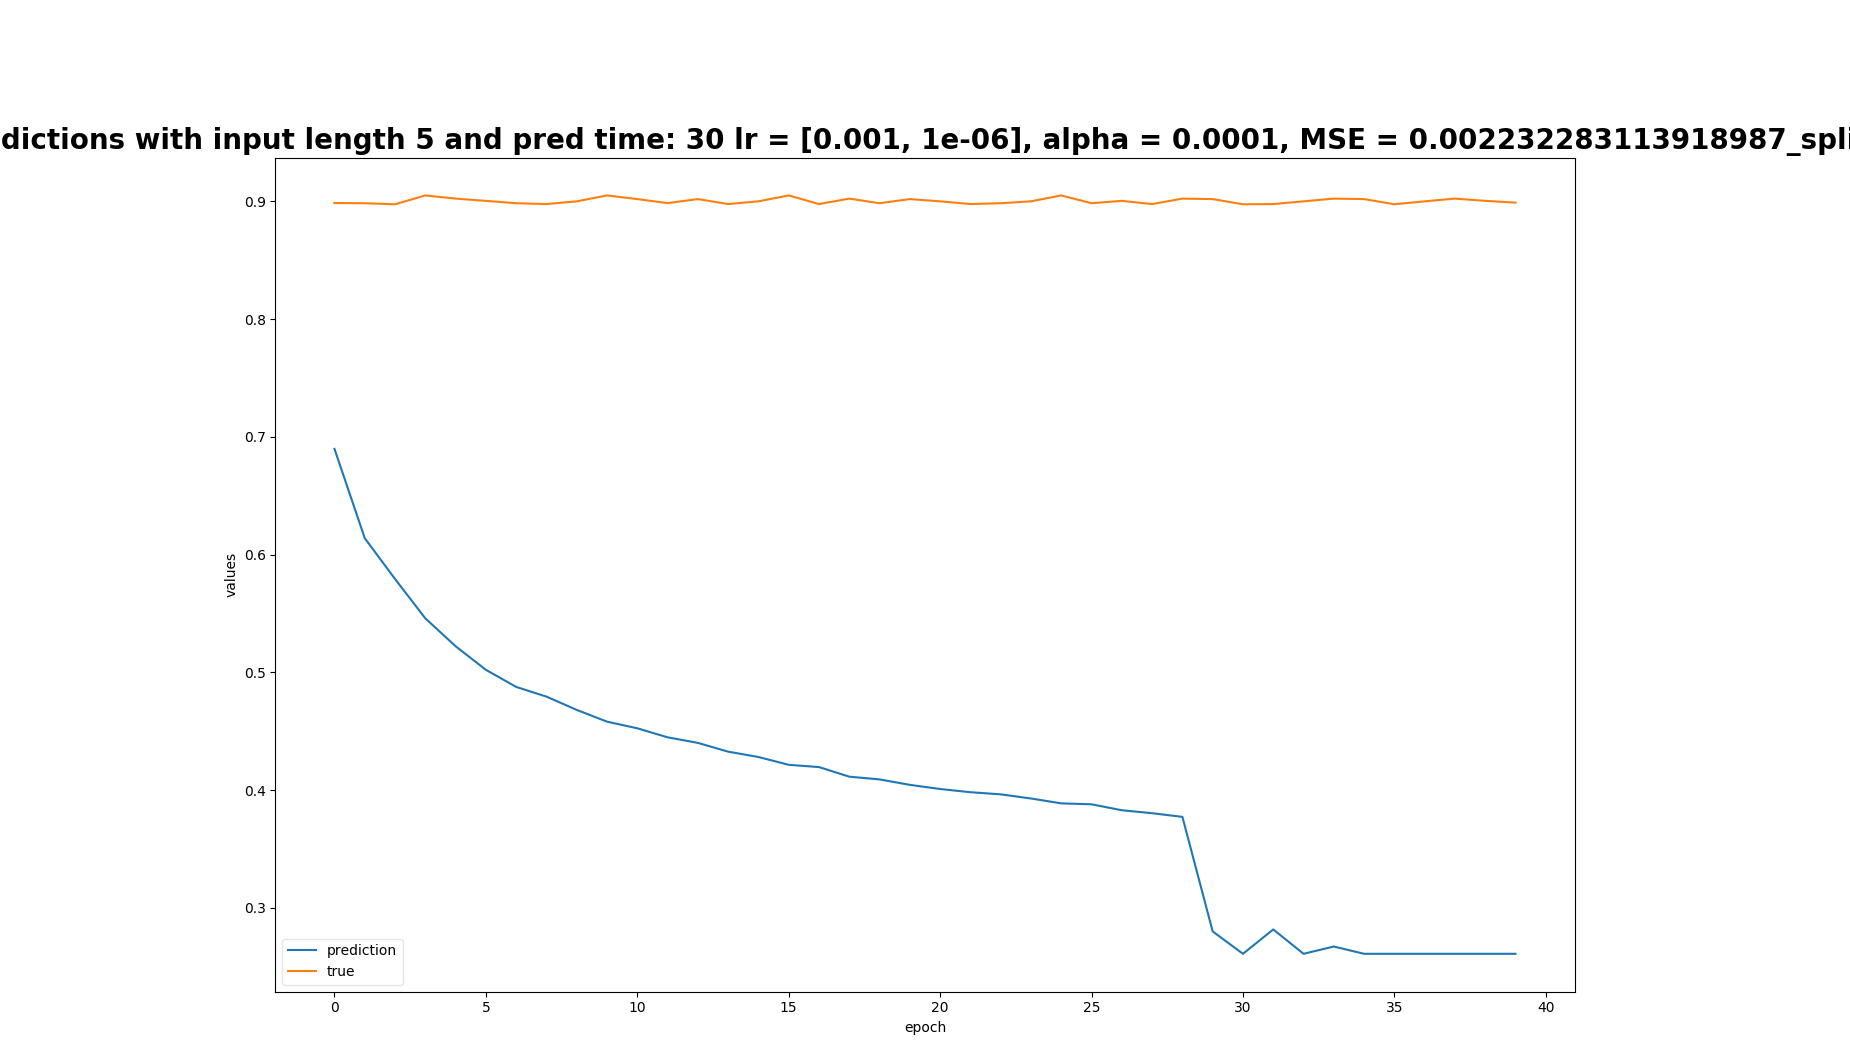 dictions with input length 5 and pred time: 30 lr = [0.001, 1e-06], alpha = 0.0001, MSE = 0.002232283113918987_spli
0.9
0.8
0.7
0.6
0.5
0.4
0.3
values
prediction
true
0 5 10 15 20 25 30 35 40
epoch